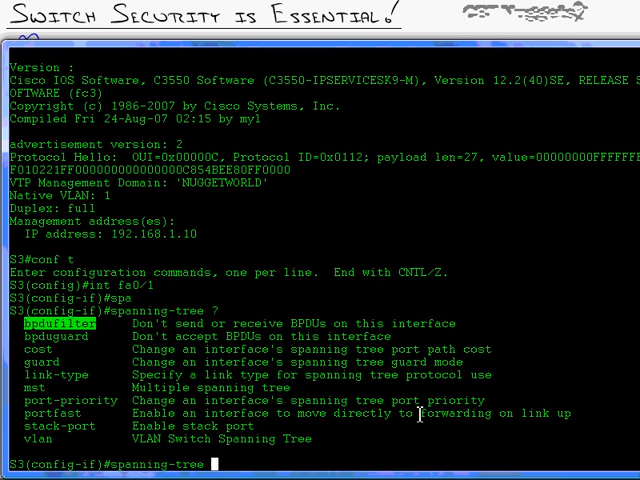 SWITCH SECURITY IS ESSENTIAL!
Version :
Cisco IOS Software, C3550 Software (C3550-IPSERVICESK9-M), Version 12.2(40)SE, RELEASE S
OFTWARE (fc3)
Copyright (c) 1986-2007 by Cisco Systems, Inc.
Compiled Fri 24-Aug-07 02:15 by myl
advertisement version: 2
Protocol Hello:  OUI=0x00000C, Protocol ID=0x0112; payload len=27, value=00000000FFFFFFF
F010221FF000000000000000C854BEE80FF0000
VTP Management Domain: 'NUGGETWORLD'
Native VLAN: 1
Duplex: full
Management address(es):
  IP address: 192.168.1.10
S3#conf t
Enter configuration commands, one per line.  End with CNTL/Z.
S3(config)#int fa0/1
S3(config-if)#spa
S3(config-if)#spanning-tree ?
  bpdufilter     Don't send or receive BPDUs on this interface
  bpduguard      Don't accept BPDUs on this interface
  cost           Change an interface's spanning tree port path cost
  guard          Change an interface's spanning tree guard mode
  link-type      Specify a link type for spanning tree protocol use
  mst            Multiple spanning tree
  port-priority  Change an interface's spanning tree port priority
  portfast       Enable an interface to move directly to forwarding on link up
  stack-port     Enable stack port
  vlan           VLAN Switch Spanning Tree
S3(config-if)#spanning-tree